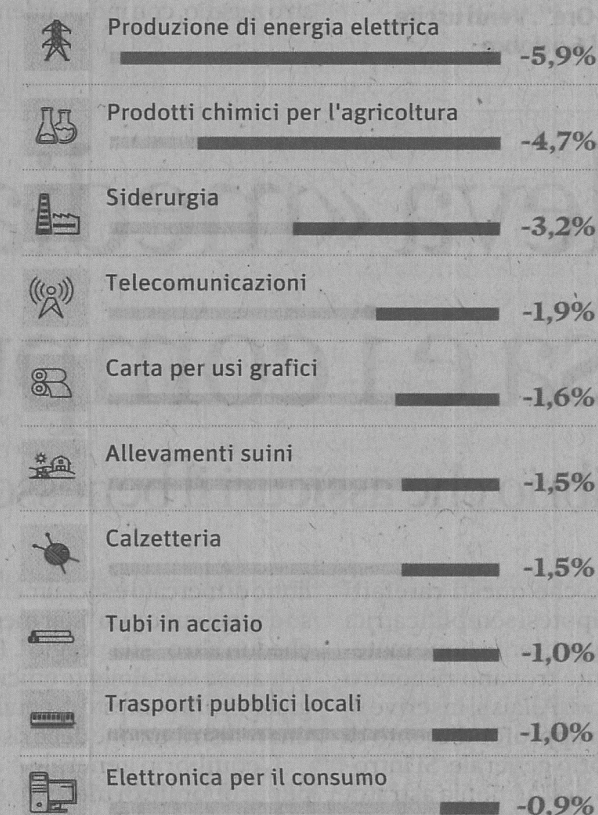 Produzione di energia elettrica
-5,9%
Prodotti chimici per l'agricoltura
-4,7%
Siderurgia
-3,2%
Telecomunicazioni
-1,9%
Carta per usi grafici
-1,6%
Allevamenti suini
-1,5%
Calzetteria
-1,5%
Tubi in acciaio
-1,0%
Trasporti pubblici locali
-1,0%
Elettronica per il consumo
-0,9%